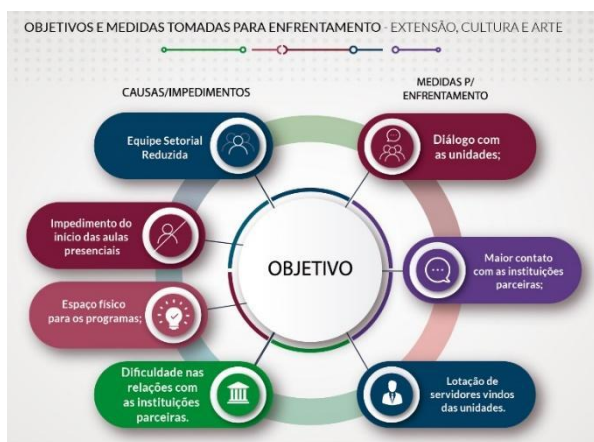 OBJETIVOS E MEDIDAS TOMADAS PARA ENFRENTAMENTO - EXTENSÃO, CULTURA E ARTE
CAUSAS/IMPEDIMENTOS
Equipe Setorial
Reduzida
Impedimento do
início das aulas
presenciais
Espaço físico
para os programas;
Dificuldade nas
relações com
as instituições
parceiras.
OBJETIVO
MEDIDAS P/
ENFRENTAMENTO
Diálogo com
as unidades;
Maior contato
com as instituições
parceiras;
Lotação de
servidores vindos
das unidades.